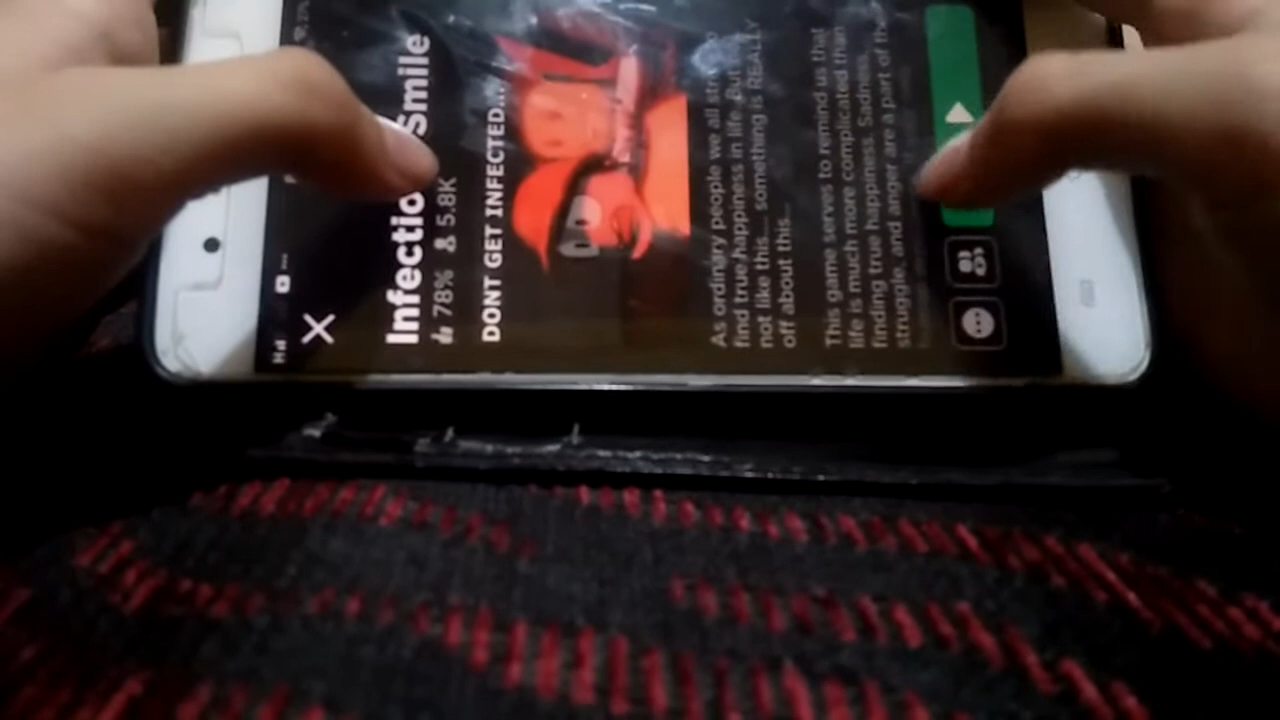 Infectio Smile
78% 5.8K
DONT GET INFECTED...
As ordinary people we all
find true happiness in life. But
not like this... something is REALLY
off about this...
This game serves to remind us that
life is much more complicated than
finding true happiness. Sadness,
struggle, and anger are a part of the